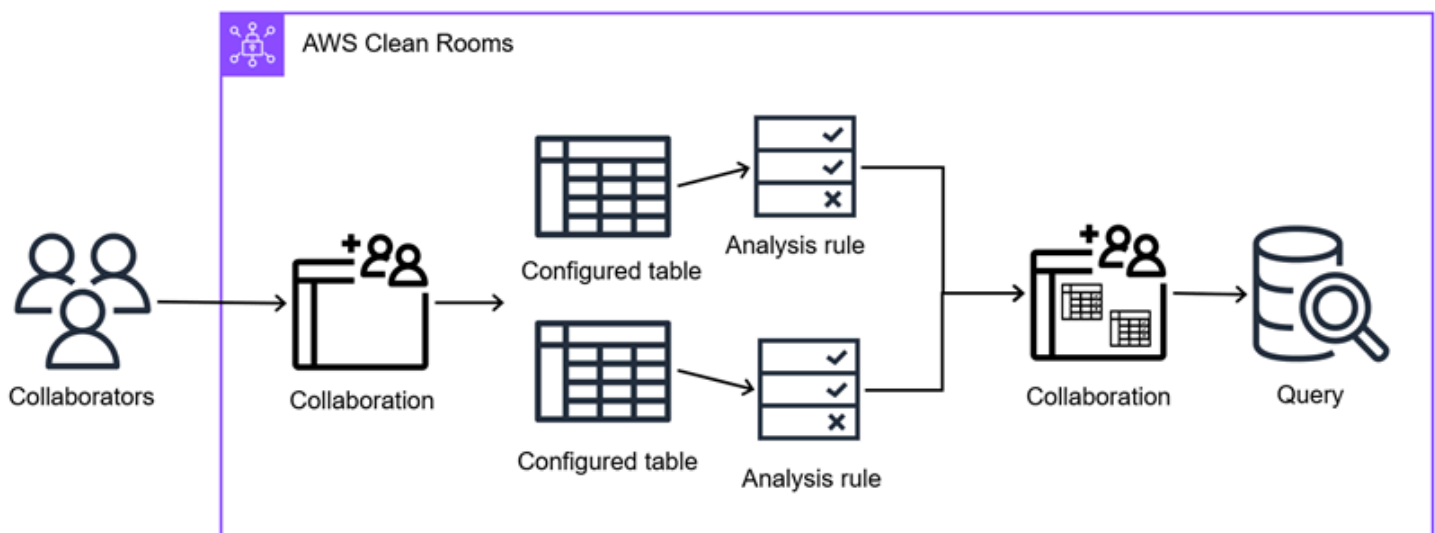 AWS Clean Rooms
Collaborators
Collaboration
Configured table
Analysis rule
Configured table
Analysis rule
Collaboration
Query